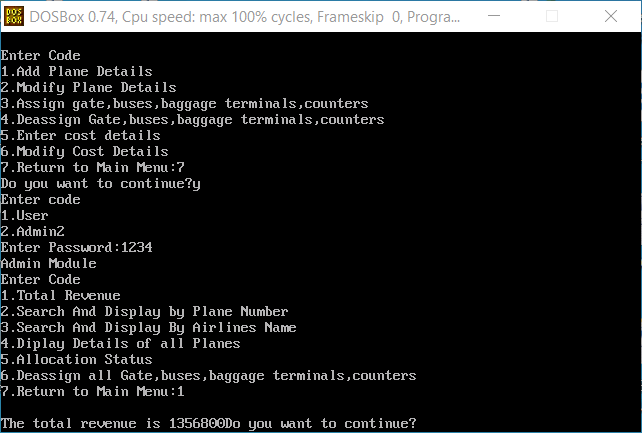 DOS BOX
DOSBox 0.74, Cpu speed: max 100% cycles, Frameskip 0, Progra...
Enter Code
1.Add Plane Details
2.Modify Plane Details
3.Assign gate,buses,baggage terminals,counters
4.Deassign Gate,buses,baggage terminals,counters
5.Enter cost details
6.Modify Cost Details
7.Return to Main Menu:7
Do you want to continue?y
Enter code
1.User
2.Admin2
Enter Password:1234
Admin Module
Enter Code
1.Total Revenue
2.Search And Display by Plane Number
3.Search And Display By Airlines Name
4.Diplay Details of all Planes
5.Allocation Status
6.Deassign all Gate,buses,baggage terminals,counters
7.Return to Main Menu:1
The total revenue is 1356800Do you want to continue?